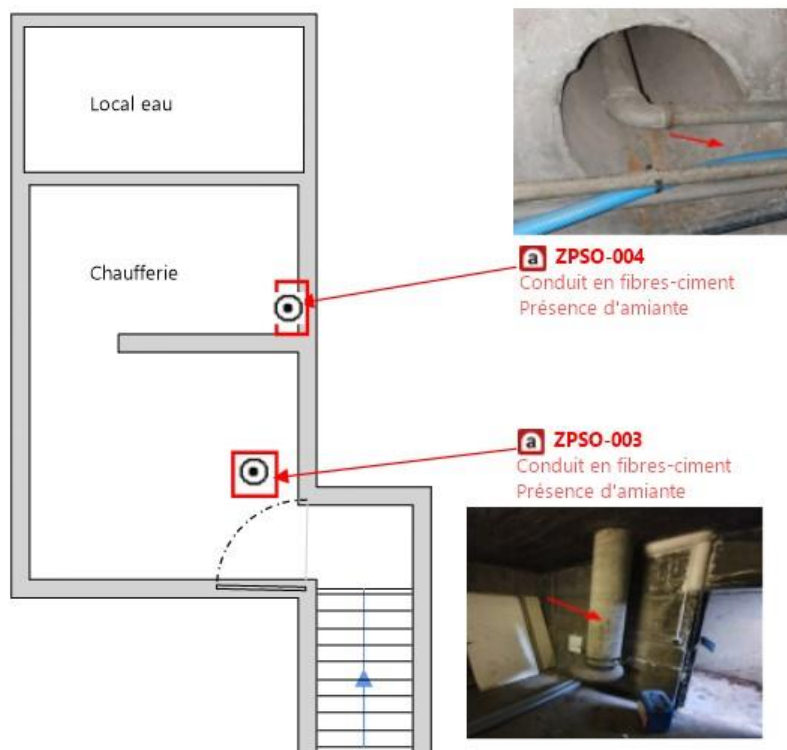 Local eau
Chaufferie
a ZPSO-004
Conduit en fibres-ciment
Présence d'amiante
a ZPSO-003
Conduit en fibres-ciment
Présence d'amiante